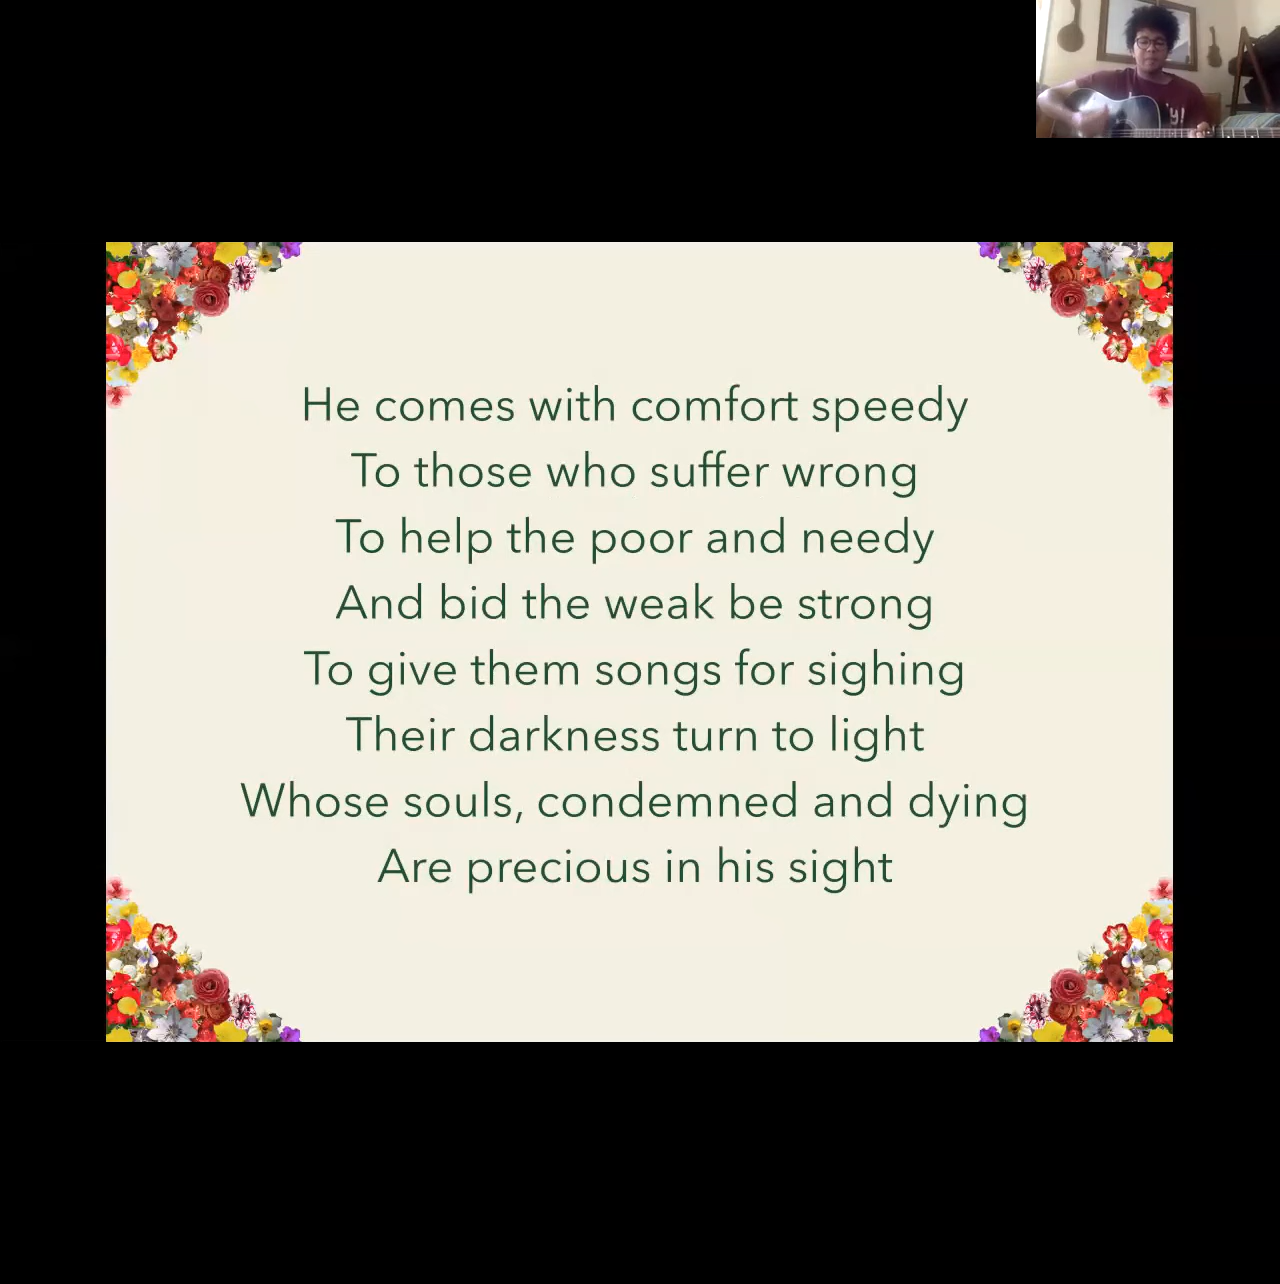 y!
He comes with comfort speedy
To those who suffer wrong
To help the poor and needy
And bid the weak be strong
To give them songs for sighing
Their darkness turn to light
Whose souls, condemned and dying
Are precious in his sight